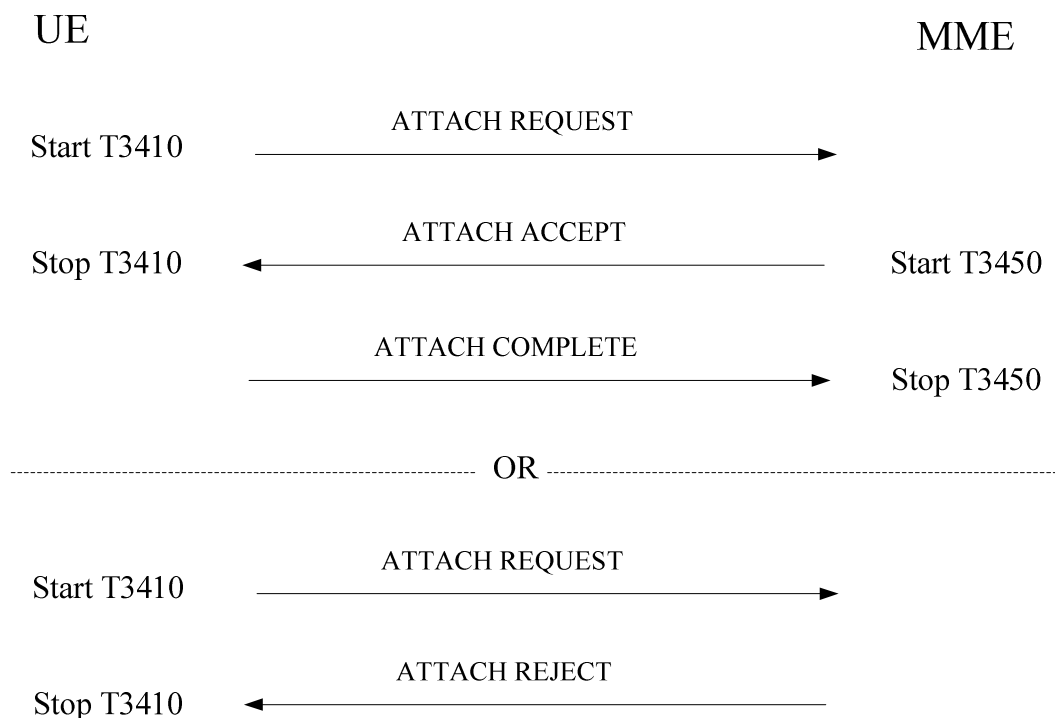 UE
MME
ATTACH REQUEST
Start T3410
ATTACH ACCEPT
Stop T3410
Start T3450
ATTACH COMPLETE
Stop T3450
OR
ATTACH REQUEST
Start T3410
ATTACH REJECT
Stop T3410